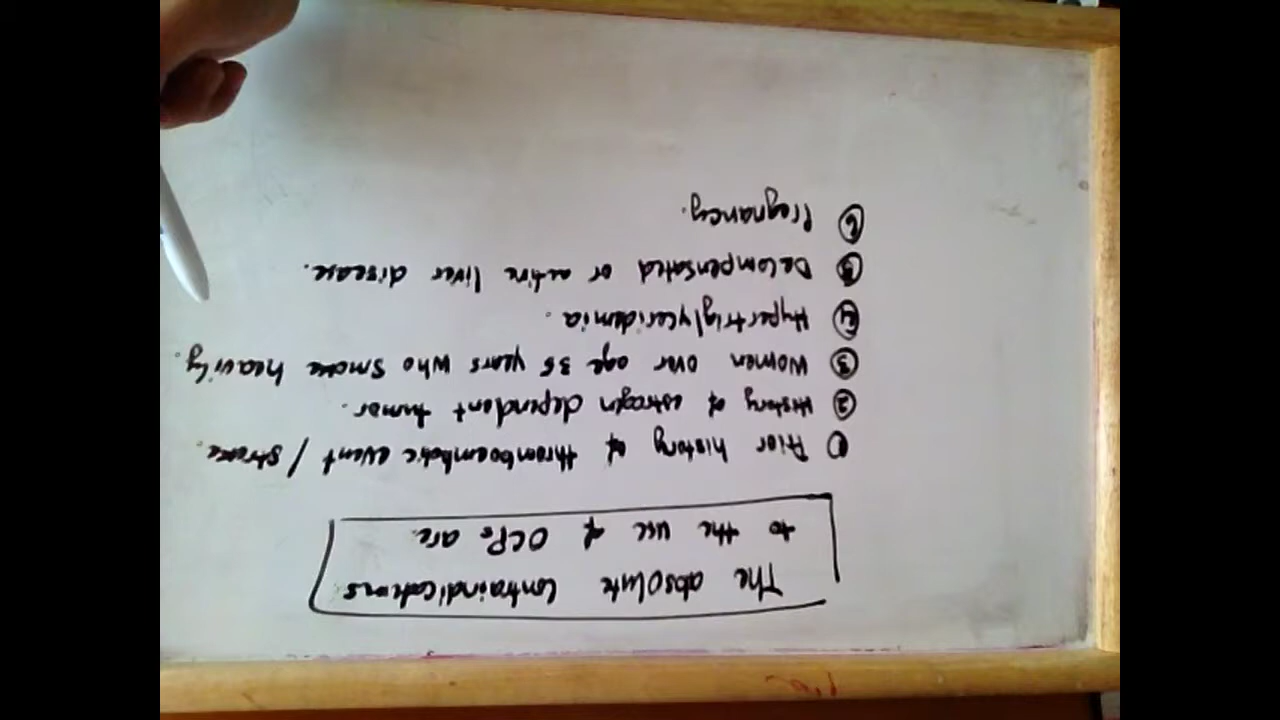 The absolute Contraindications
to the use of OCPs are.
① Prior history of thromboembolic event / stroke.
② History of estrogen dependent tumor.
③ Women over age 35 years who smoke heavily.
④ Hypertriglyceridemia.
⑤ Decompensated or active liver disease.
⑥ Pregnancy.